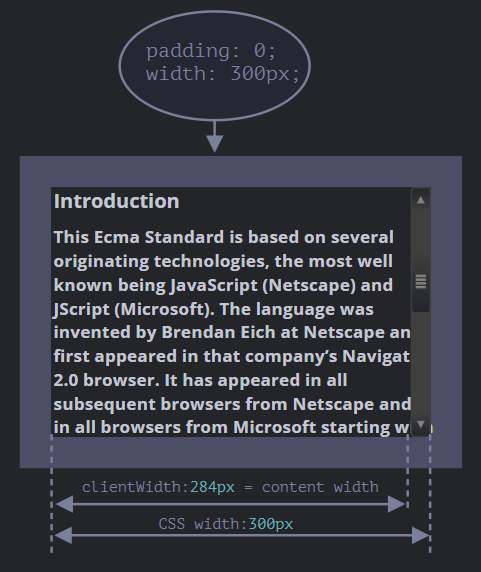 padding: 0;
width: 300px;
Introduction
This Ecma Standard is based on several
originating technologies, the most well
known being JavaScript (Netscape) and
JScript (Microsoft). The language was
invented by Brendan Eich at Netscape an
first appeared in that company’s Navigat
2.0 browser. It has appeared in all
subsequent browsers from Netscape and
in all browsers from Microsoft starting
clientWidth:284px = content width
CSS width:300px